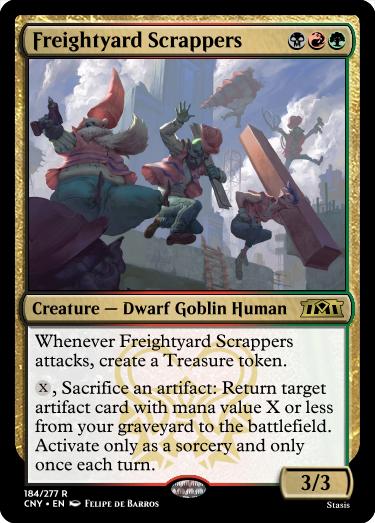 Freightyard Scrappers
Creature — Dwarf Goblin Human
Whenever Freightyard Scrappers
attacks, create a Treasure token.
X, Sacrifice an artifact: Return target
artifact card with mana value X or less
from your graveyard to the battlefield.
Activate only as a sorcery and only
once each turn.
3/3
184/277 R
CNY • EN Felipe de Barros
Stasis